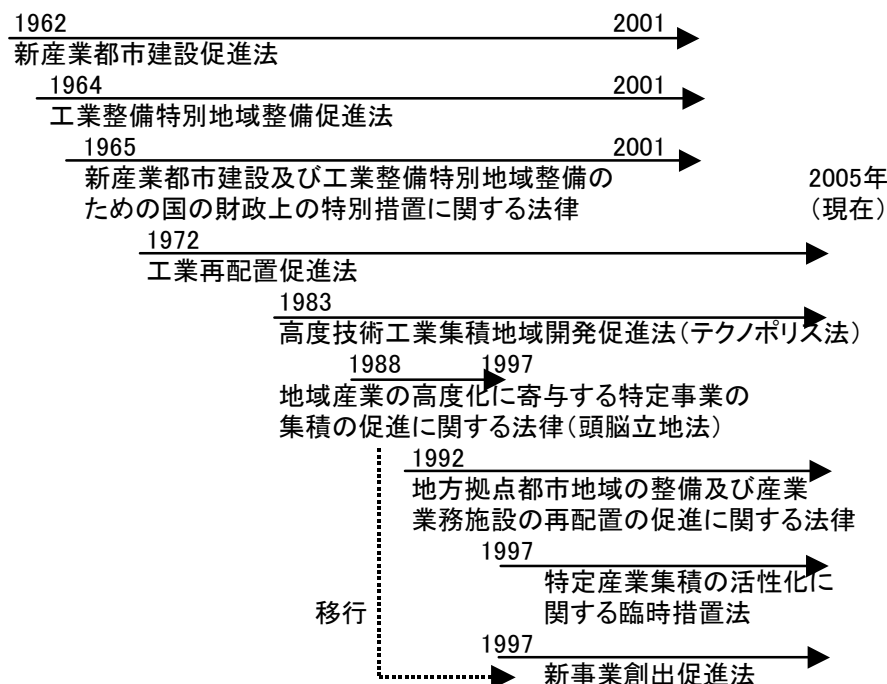 1962 2001
新産業都市建設促進法
1964 2001
工業整備特別地域整備促進法
1965 2001
新産業都市建設及び工業整備特別地域整備の
ための国の財政上の特別措置に関する法律
2005年
（現在）
1972
工業再配置促進法
1983
高度技術工業集積地域開発促進法（テクノポリス法）
1988 1997
地域産業の高度化に寄与する特定事業の
集積の促進に関する法律（頭脳立地法）
1992
地方拠点都市地域の整備及び産業
業務施設の再配置の促進に関する法律
1997
特定産業集積の活性化に
関する臨時措置法
移行
1997
新事業創出促進法